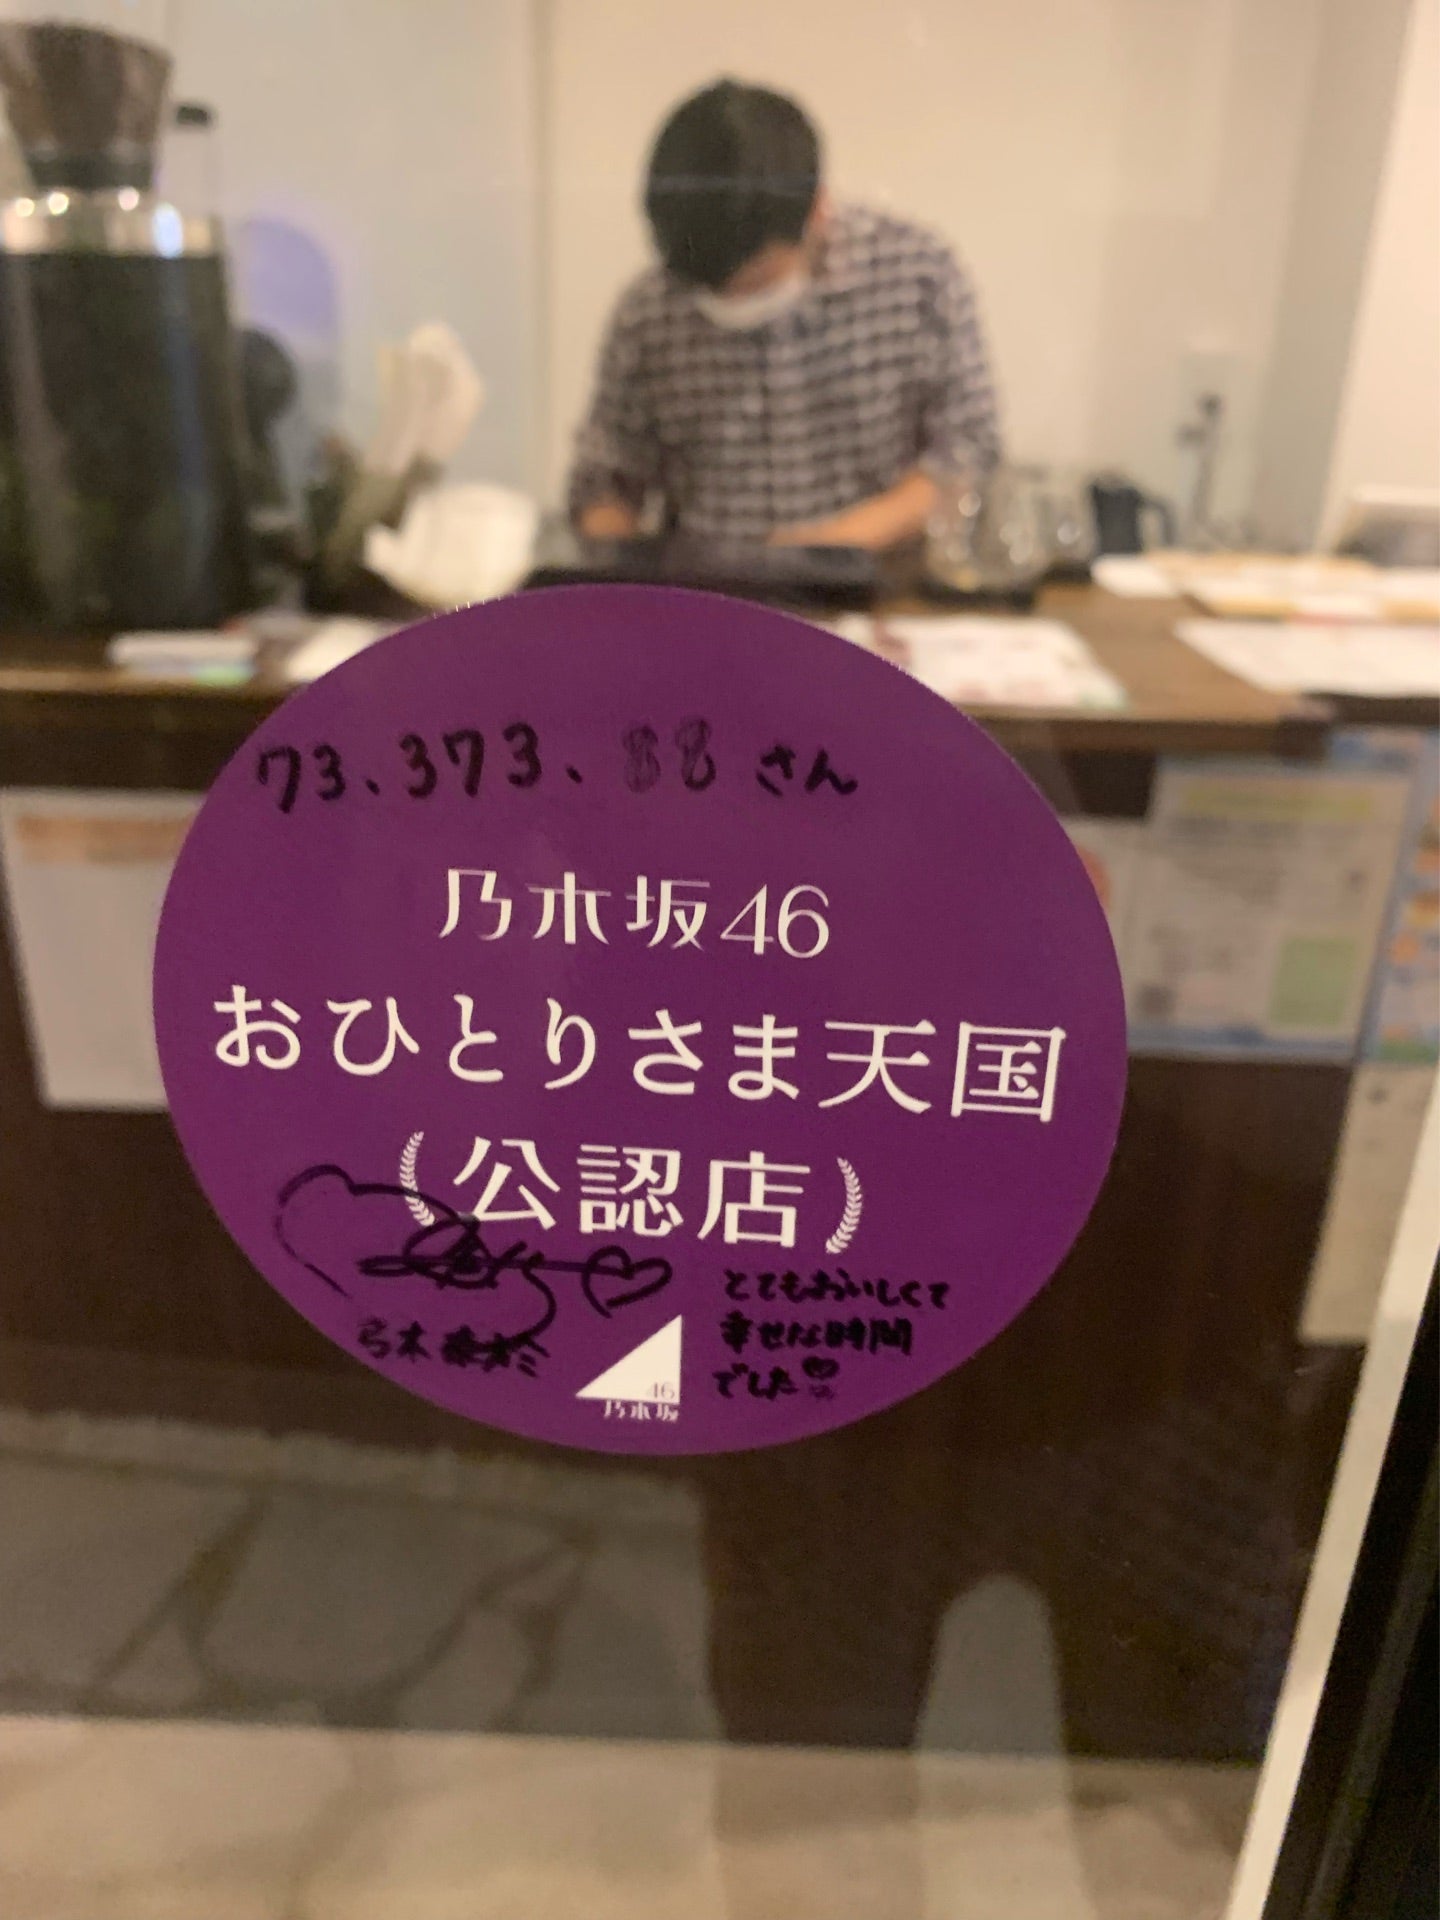 73.373.88 さん
乃木坂46
おひとりさま天国
公認店
弓木奈於
とてもおいしくて
幸せな時間
でした
46
乃木坂